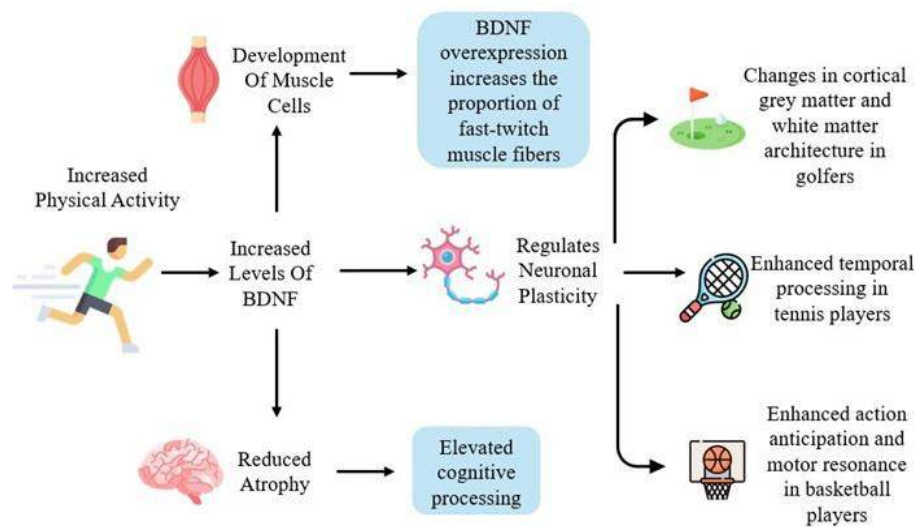 Development
Of Muscle
Cells
BDNF
overexpression
increases the
proportion of
fast-twitch
muscle fibers
Changes in cortical
grey matter and
white matter
architecture in
golfers
Increased
Physical Activity
Increased
Levels Of
BDNF
Regulates
Neuronal
Plasticity
Enhanced temporal
processing in
tennis players
Reduced
Atrophy
Elevated
cognitive
processing
Enhanced action
anticipation and
motor resonance
in basketball
players